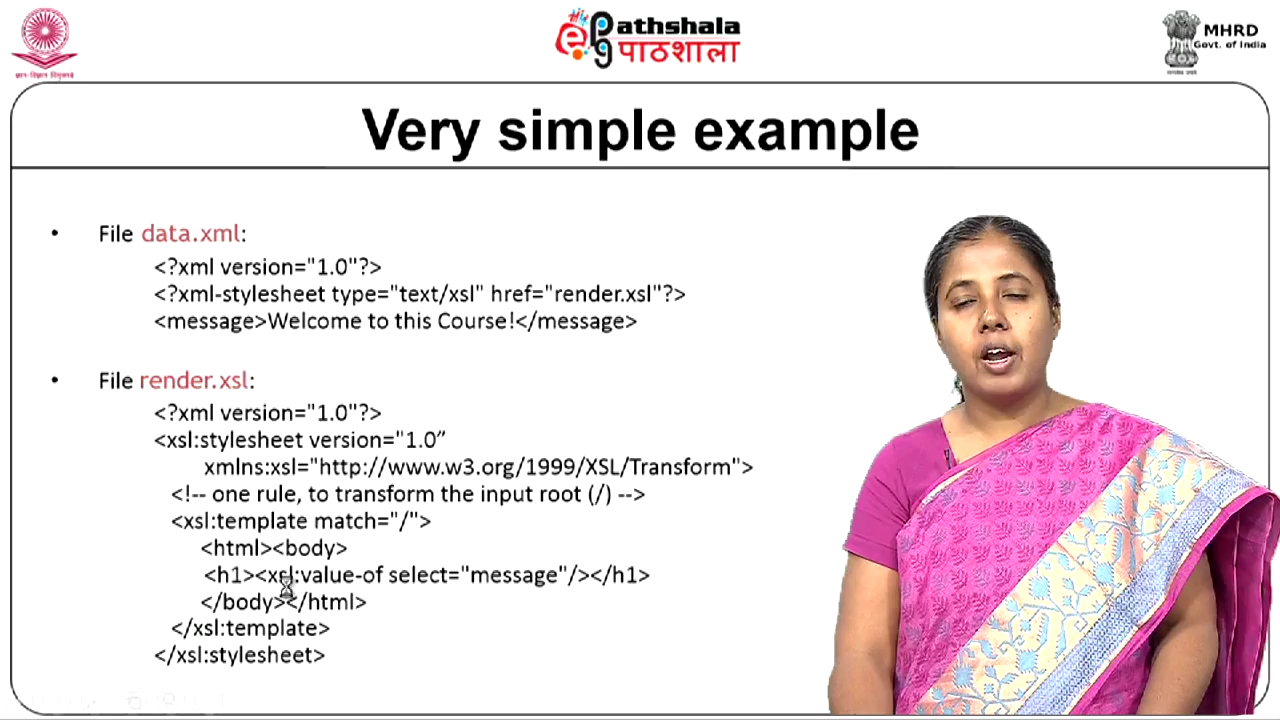 ज्ञान-विज्ञान विमुक्तये
epg Pathshala
पाठशाला
MHRD
Govt. of India
Very simple example
• File data.xml:
<?xml version="1.0"?>
<?xml-stylesheet type="text/xsl" href="render.xsl"?>
<message>Welcome to this Course!</message>
• File render.xsl:
<?xml version="1.0"?>
<xsl:stylesheet version="1.0”
xmlns:xsl="http://www.w3.org/1999/XSL/Transform">
<!-- one rule, to transform the input root (/) -->
<xsl:template match="/">
<html><body>
<h1><xsl:value-of select="message"/></h1>
</body></html>
</xsl:template>
</xsl:stylesheet>